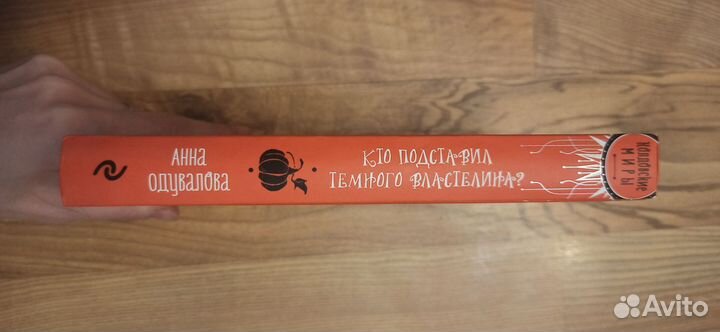 АННА
ОДУВАЛОВА
КТО ПОДСТАВИЛ
ТЕМНОГО ВЛАСТЕЛИНА?
КОЛДОВСКИЕ
МИРЫ
Avito